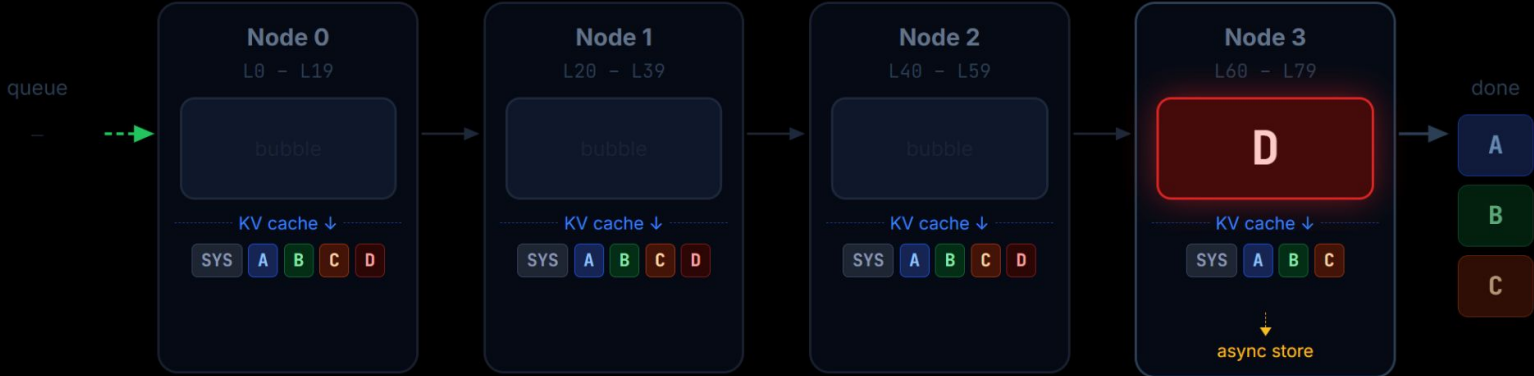 queue
–
Node 0
L0 – L19
bubble
KV cache ↓
SYS A B C D
Node 1
L20 – L39
bubble
KV cache ↓
SYS A B C D
Node 2
L40 – L59
bubble
KV cache ↓
SYS A B C D
Node 3
L60 – L79
D
KV cache ↓
SYS A B C
async store
done
A
B
C